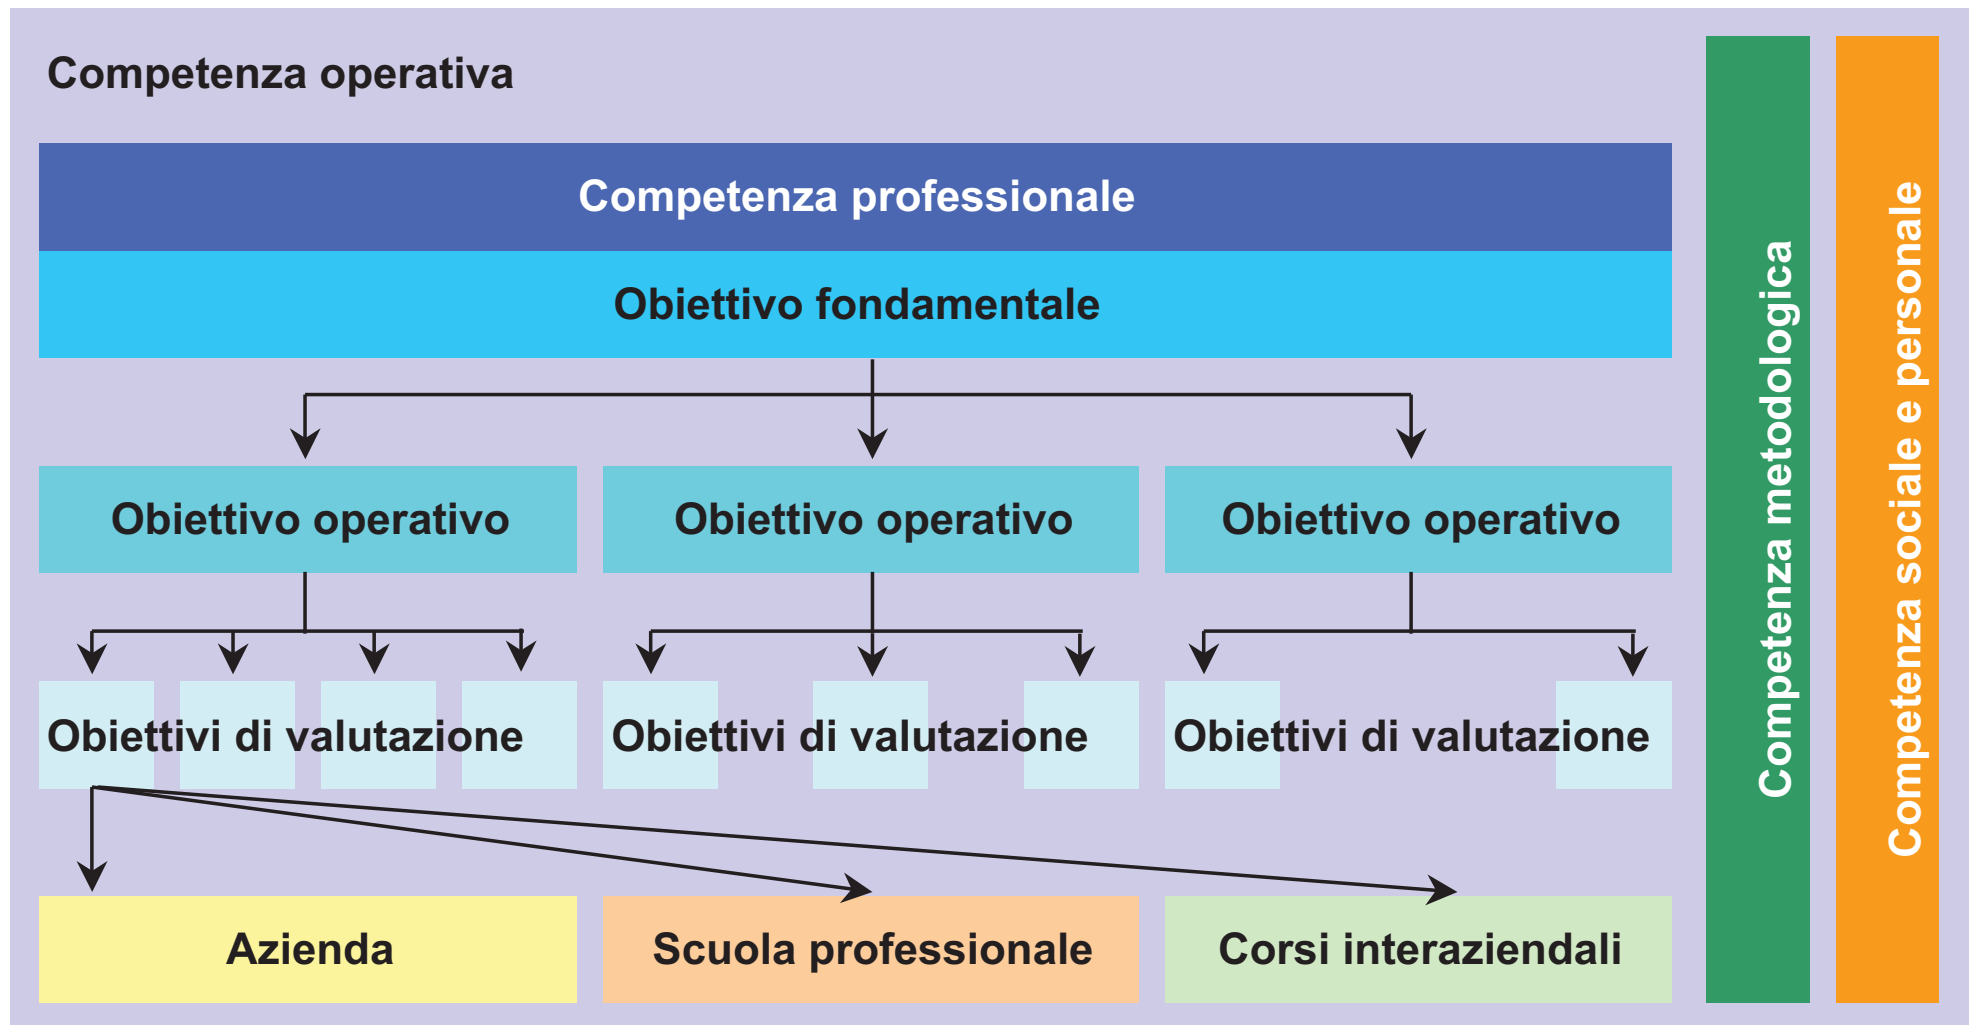 Competenza operativa
Competenza professionale
Obiettivo fondamentale
Obiettivo operativo
Obiettivo operativo
Obiettivo operativo
Obiettivi di valutazione
Obiettivi di valutazione
Obiettivi di valutazione
Azienda
Scuola professionale
Corsi interaziendali
Competenza metodologica
Competenza sociale e personale